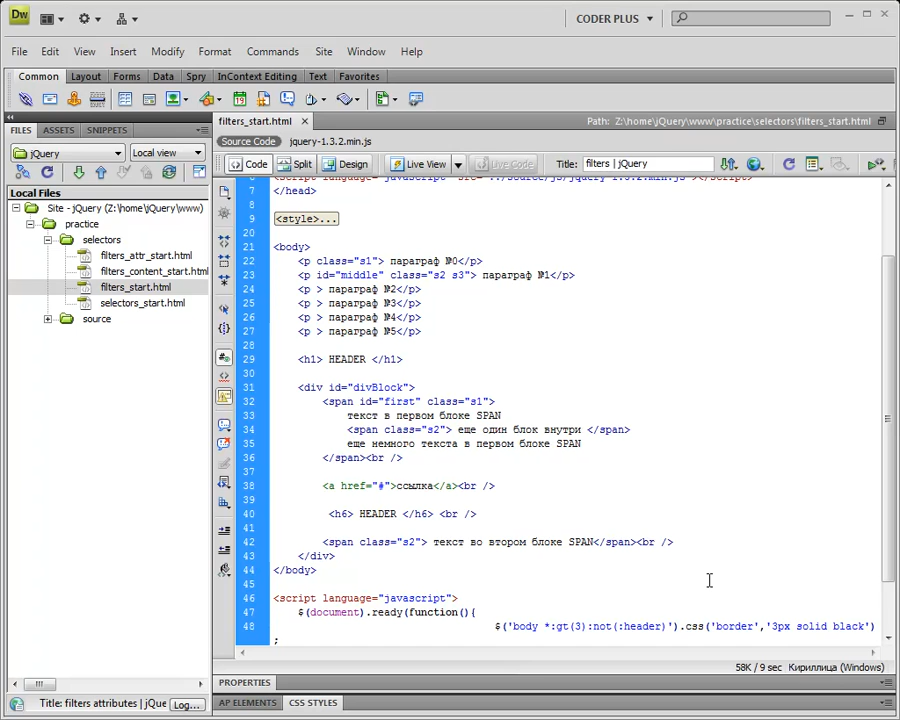 Dw
CODER PLUS
File Edit View Insert Modify Format Commands Site Window Help
Common Layout Forms Data Spry InContext Editing Text Favorites
FILES ASSETS SNIPPETS
filters_start.html
Path: Z:\home\jQuery\www\practice\selectors\filters_start.html
Source Code jquery-1.3.2.min.js
jQuery Local view
Code Split Design Live View Live Code Title: filters | jQuery
Local Files
Site - jQuery (Z:\home\jQuery\www)
practice
selectors
filters_attr_start.html
filters_content_start.html
filters_start.html
selectors_start.html
source
7 </head>
8
9 <style>...
20
21 <body>
22 <p class="s1"> параграф №0</p>
23 <p id="middle" class="s2 s3"> параграф №1</p>
24 <p > параграф №2</p>
25 <p > параграф №3</p>
26 <p > параграф №4</p>
27 <p > параграф №5</p>
28
29 <h1> HEADER </h1>
30
31 <div id="divBlock">
32 <span id="first" class="s1">
33 текст в первом блоке SPAN
34 <span class="s2"> еще один блок внутри </span>
35 еще немного текста в первом блоке SPAN
36 </span><br />
37
38 <a href="#">ссылка</a><br />
39
40 <h6> HEADER </h6> <br />
41
42 <span class="s2"> текст во втором блоке SPAN</span><br />
43 </div>
44 </body>
45
46 <script language="javascript">
47 $(document).ready(function(){
48 $('body *:gt(3):not(:header)').css('border','3px solid black')
;
58K / 9 sec Кириллица (Windows)
PROPERTIES
Title: filters attributes | jQue Log...
AP ELEMENTS CSS STYLES